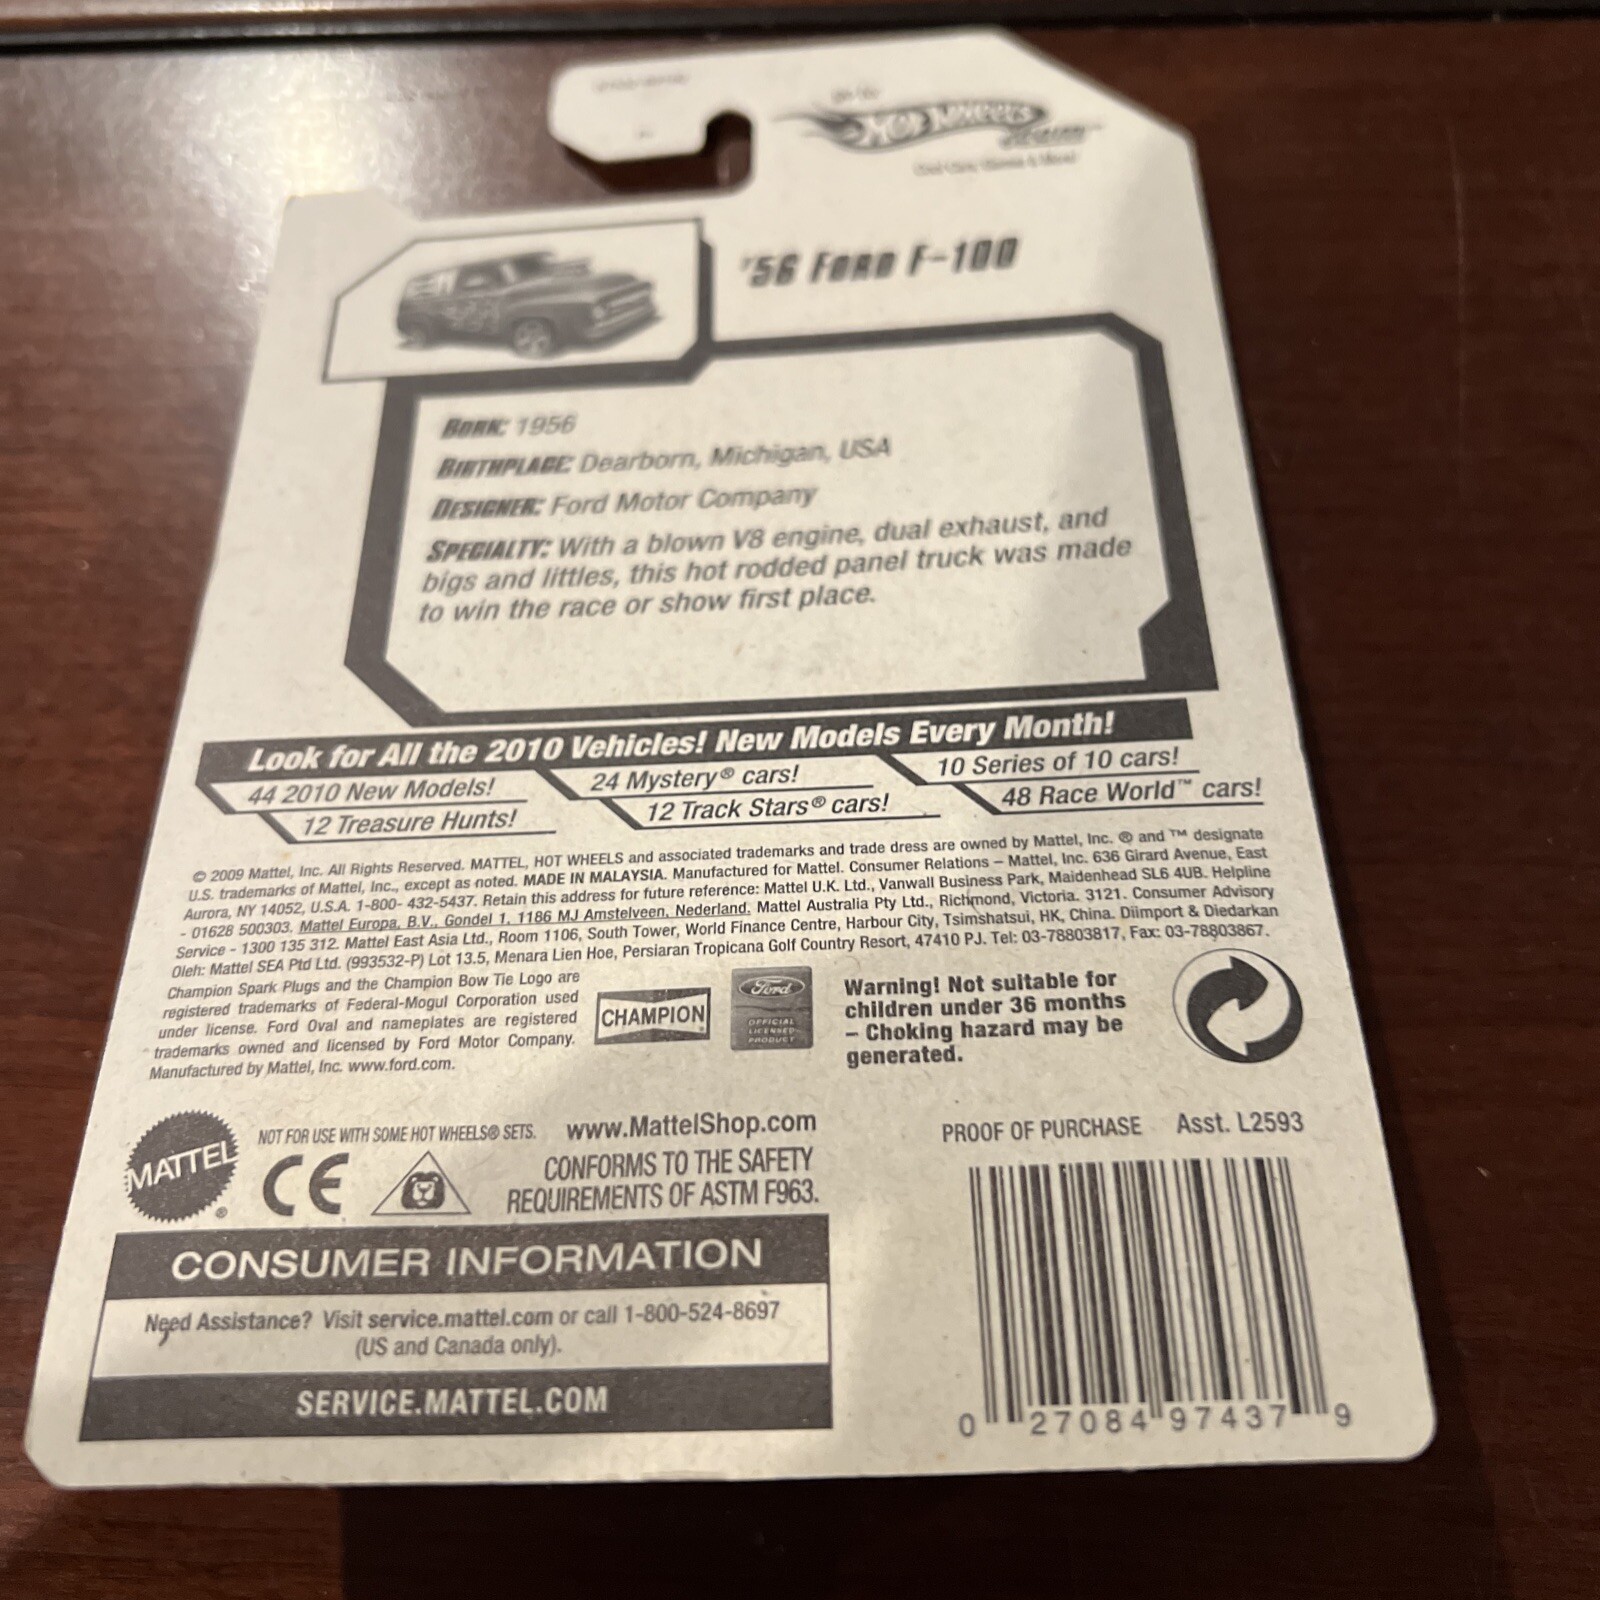 Hot Wheels
'56 Ford F-100
Born: 1956
Birthplace: Dearborn, Michigan, USA
Designer: Ford Motor Company
Specialty: With a blown V8 engine, dual exhaust, and
bigs and littles, this hot rodded panel truck was made
to win the race or show first place.
Look for All the 2010 Vehicles! New Models Every Month!
44 2010 New Models!
24 Mystery® cars!
10 Series of 10 cars!
12 Treasure Hunts!
12 Track Stars® cars!
48 Race World™ cars!
© 2009 Mattel, Inc. All Rights Reserved. MATTEL, HOT WHEELS and associated trademarks and trade dress are owned by Mattel, Inc. ® and ™ designate
U.S. trademarks of Mattel, Inc., except as noted. MADE IN MALAYSIA. Manufactured for Mattel. Consumer Relations – Mattel, Inc. 636 Girard Avenue, East
Aurora, NY 14052, U.S.A. 1-800- 432-5437. Retain this address for future reference: Mattel U.K. Ltd., Vanwall Business Park, Maidenhead SL6 4UB. Helpline
- 01628 500303. Mattel Europa, B.V., Gondel 1, 1186 MJ Amstelveen, Nederland. Mattel Australia Pty Ltd., Richmond, Victoria. 3121. Consumer Advisory
Service - 1300 135 312. Mattel East Asia Ltd., Room 1106, South Tower, World Finance Centre, Harbour City, Tsimshatsui, HK, China. Diimport & Diedarkan
Oleh: Mattel SEA Ptd Ltd. (993532-P) Lot 13.5, Menara Lien Hoe, Persiaran Tropicana Golf Country Resort, 47410 PJ. Tel: 03-78803817, Fax: 03-78803867.
Champion Spark Plugs and the Champion Bow Tie Logo are
registered trademarks of Federal-Mogul Corporation used
under license. Ford Oval and nameplates are registered
trademarks owned and licensed by Ford Motor Company.
Manufactured by Mattel, Inc. www.ford.com.
CHAMPION
Ford
OFFICIAL
LICENSED
PRODUCT
Warning! Not suitable for
children under 36 months
– Choking hazard may be
generated.
MATTEL®
NOT FOR USE WITH SOME HOT WHEELS® SETS.
www.MattelShop.com
CE
CONFORMS TO THE SAFETY
REQUIREMENTS OF ASTM F963.
PROOF OF PURCHASE Asst. L2593
CONSUMER INFORMATION
Need Assistance? Visit service.mattel.com or call 1-800-524-8697
(US and Canada only).
SERVICE.MATTEL.COM
0 27084 97437 9